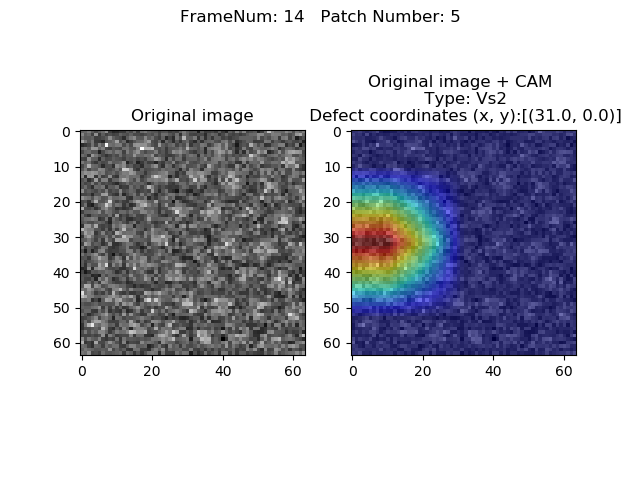 FrameNum: 14   Patch Number: 5
Original image
Original image + CAM
Type: Vs2
Defect coordinates (x, y):[(31.0, 0.0)]
0
10
20
30
40
50
60
0 20 40 60
0
10
20
30
40
50
60
0 20 40 60